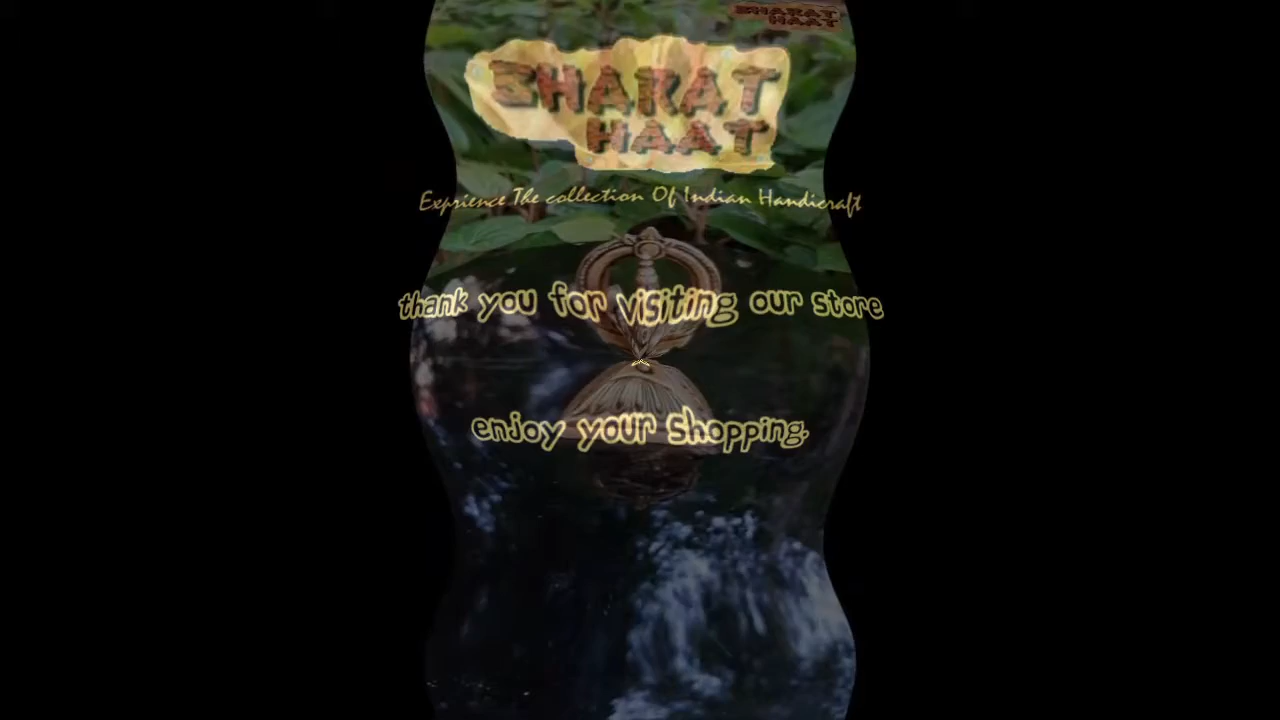 BHARAT
HAAT
BHARAT
HAAT
Exprience The collection Of Indian Handicraft
thank you for visiting our store
enjoy your shopping.